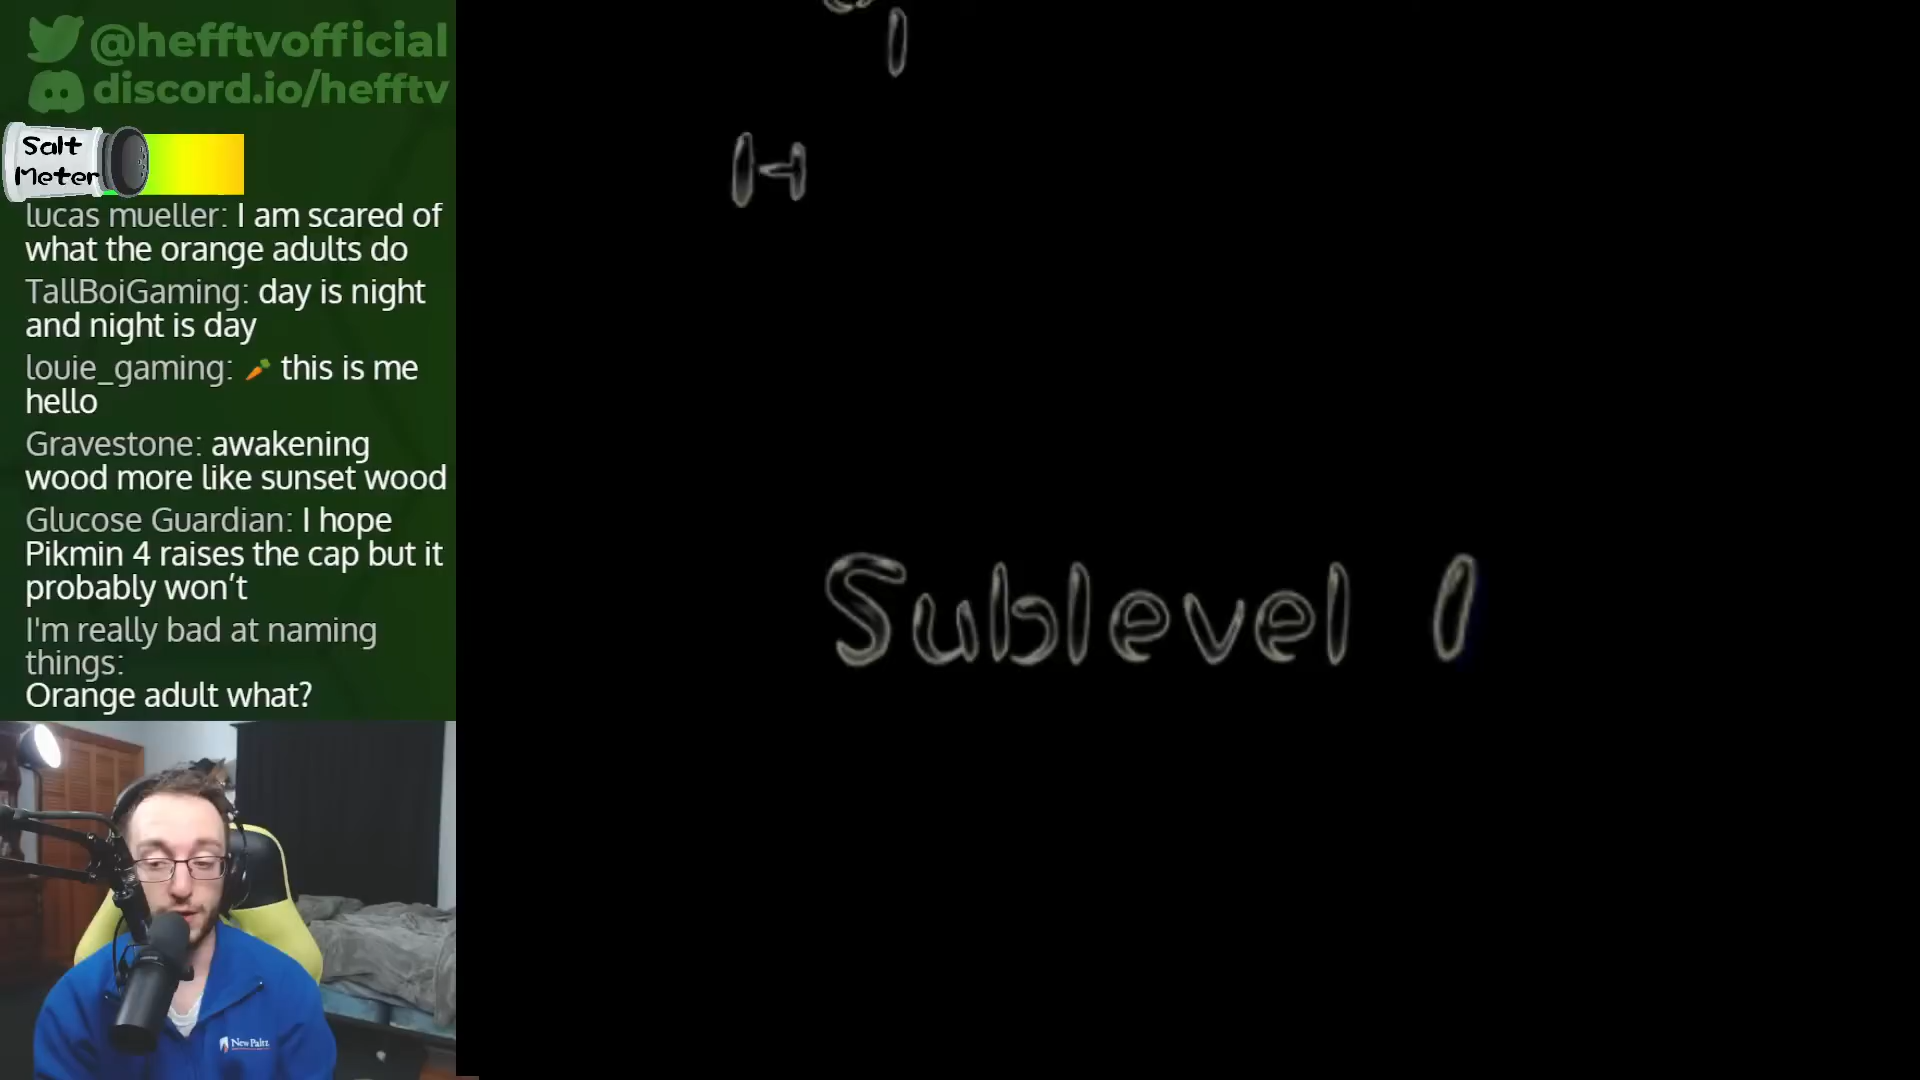 @hefftvofficial
discord.io/hefftv
Salt
Meter
lucas mueller: I am scared of
what the orange adults do
TallBoiGaming: day is night
and night is day
louie_gaming: 🥕 this is me
hello
Gravestone: awakening
wood more like sunset wood
Glucose Guardian: I hope
Pikmin 4 raises the cap but it
probably won't
I'm really bad at naming
things:
Orange adult what?
Sublevel 1
New Paltz